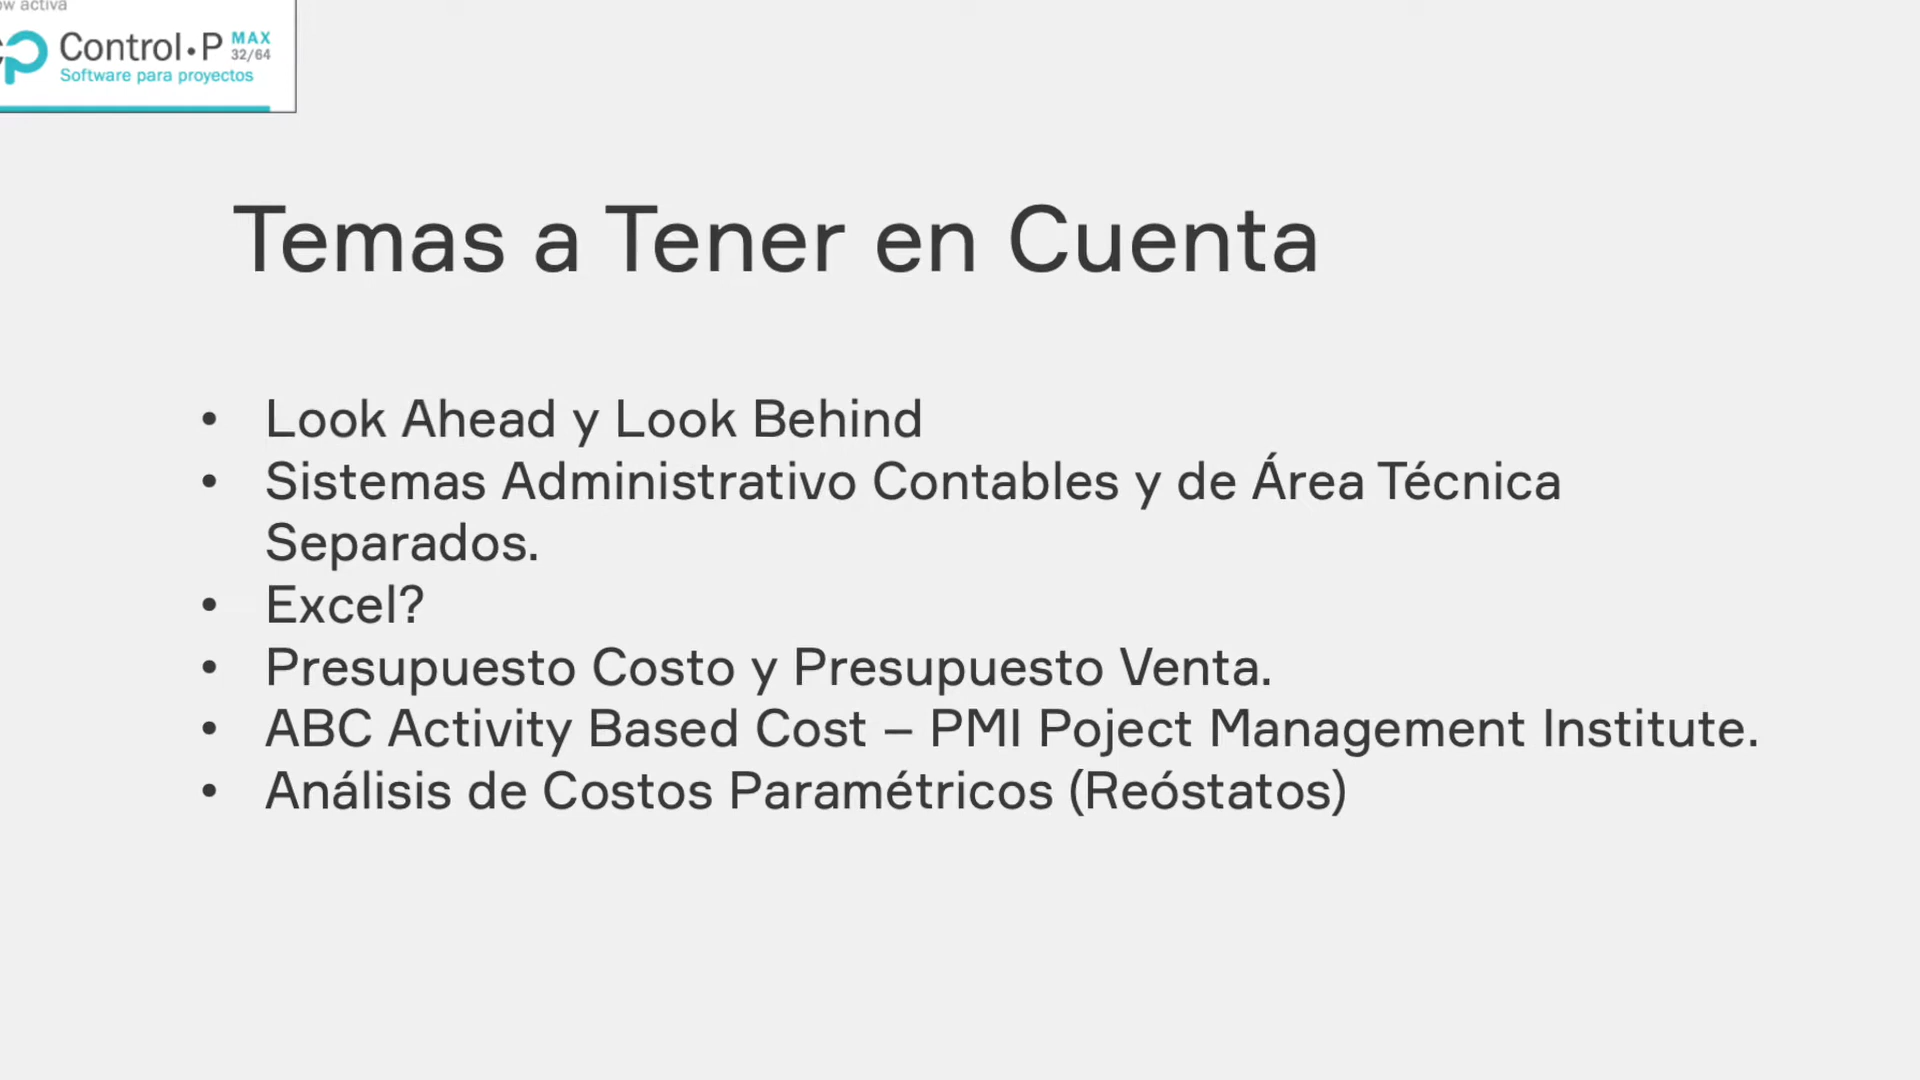 activa
Control•P MAX
32/64
Software para proyectos
Temas a Tener en Cuenta
• Look Ahead y Look Behind
• Sistemas Administrativo Contables y de Área Técnica
Separados.
• Excel?
• Presupuesto Costo y Presupuesto Venta.
• ABC Activity Based Cost – PMI Poject Management Institute.
• Análisis de Costos Paramétricos (Reóstatos)